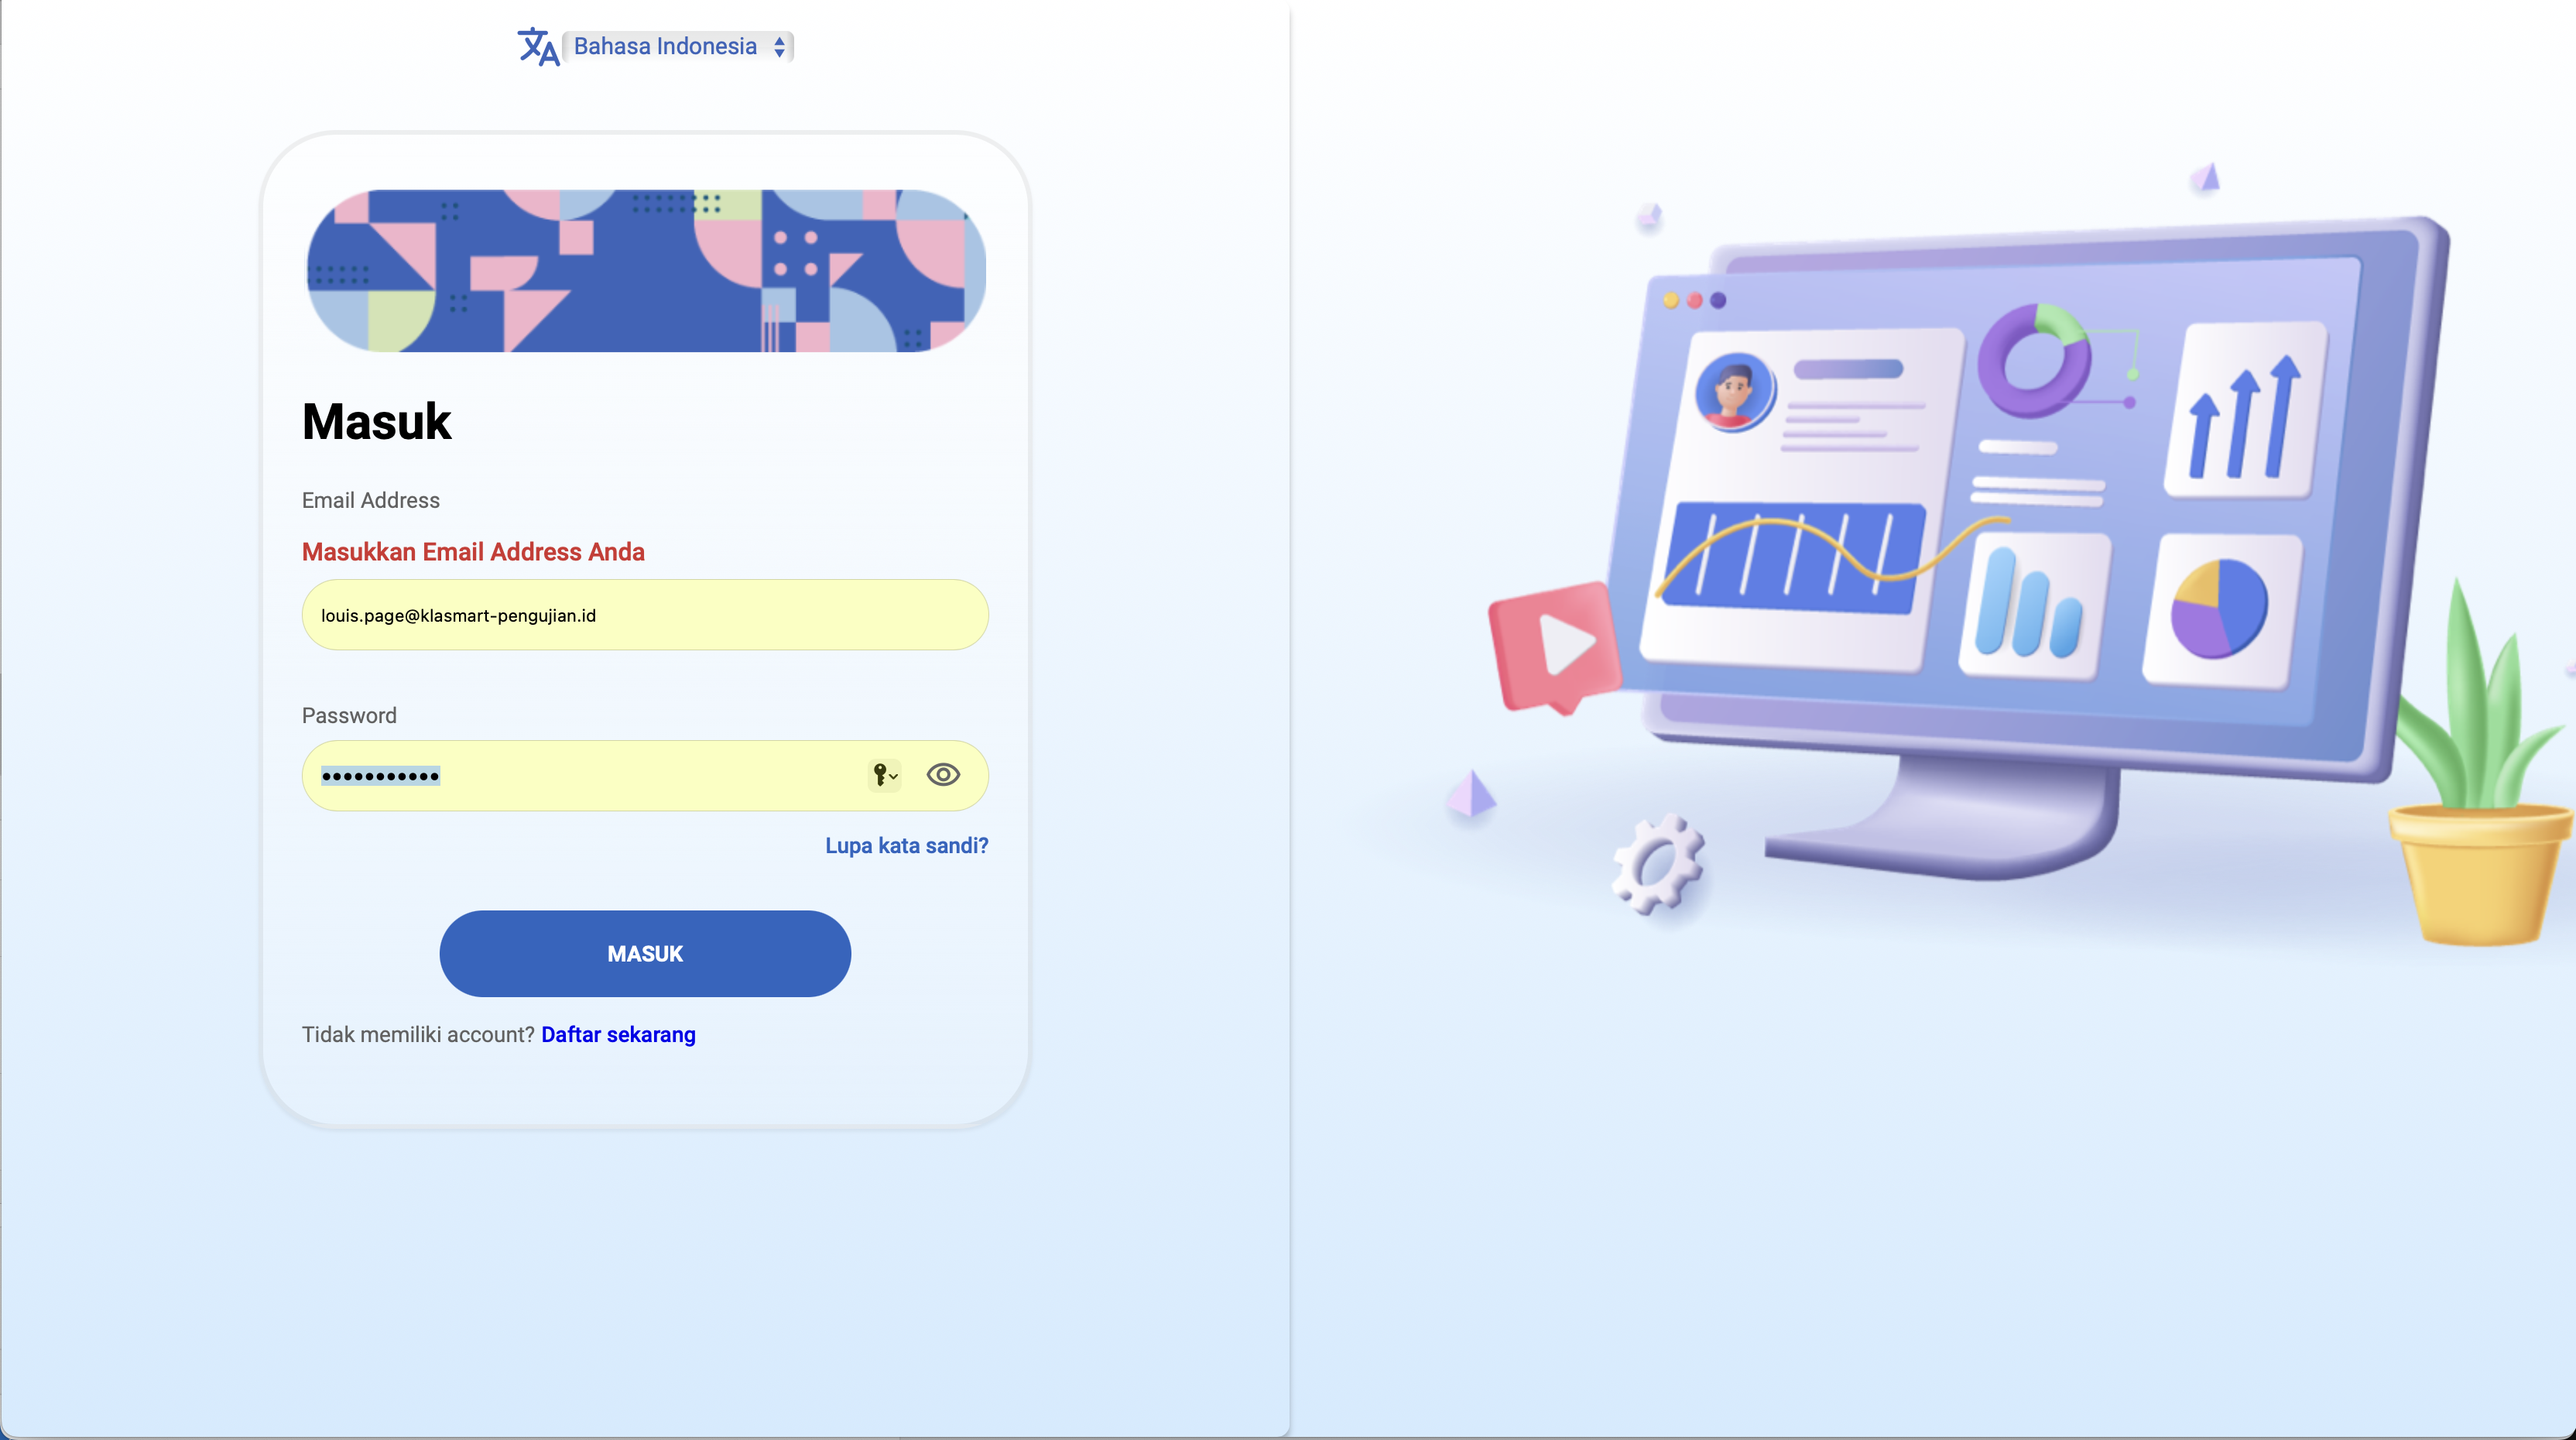 Bahasa Indonesia
Masuk
Email Address
Masukkan Email Address Anda
louis.page@klasmart-pengujian.id
Password
•••••••••••
Lupa kata sandi?
MASUK
Tidak memiliki account? Daftar sekarang